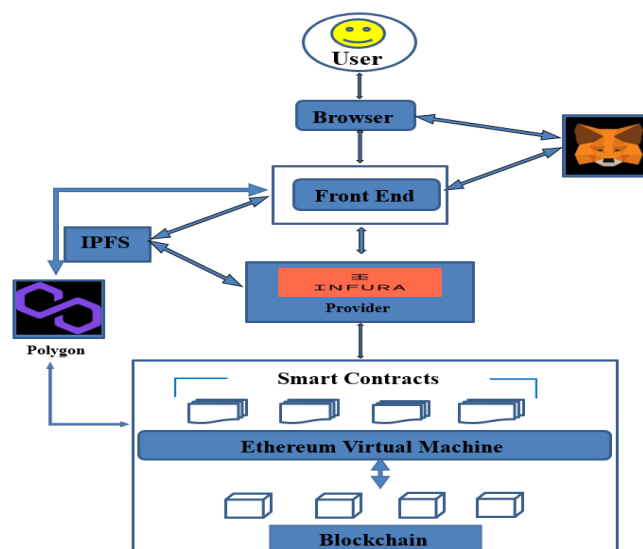 User
Browser
Front End
IPFS
INFURA
Provider
Polygon
Smart Contracts
Ethereum Virtual Machine
Blockchain